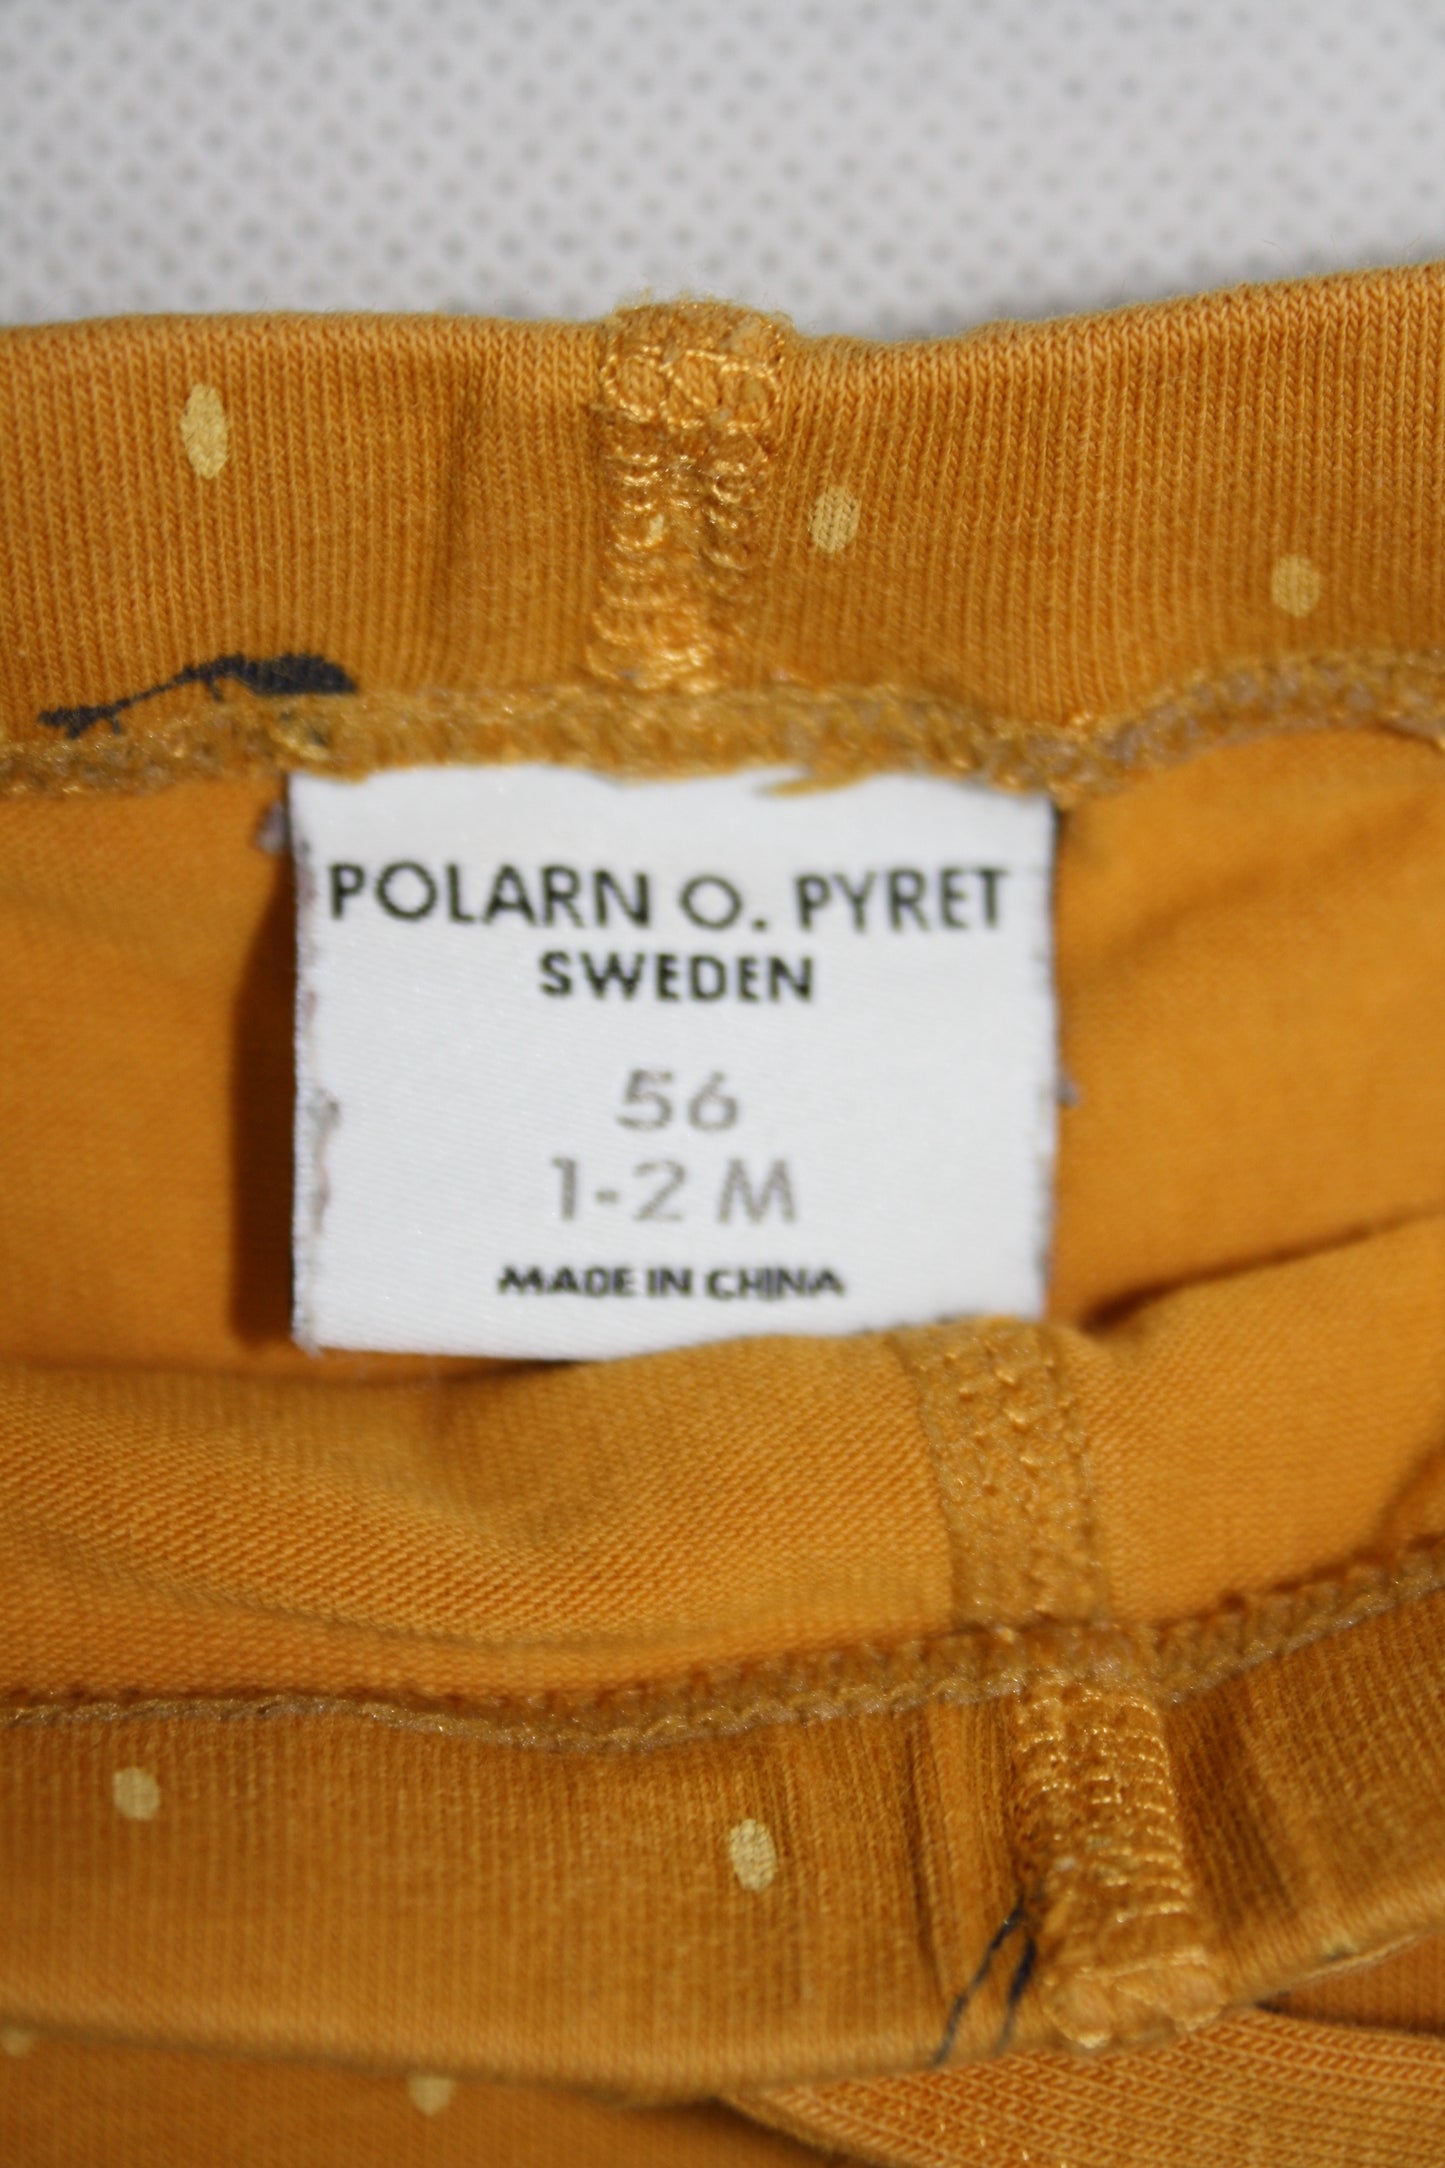 POLARN O. PYRET
SWEDEN
56
1-2 M
MADE IN CHINA